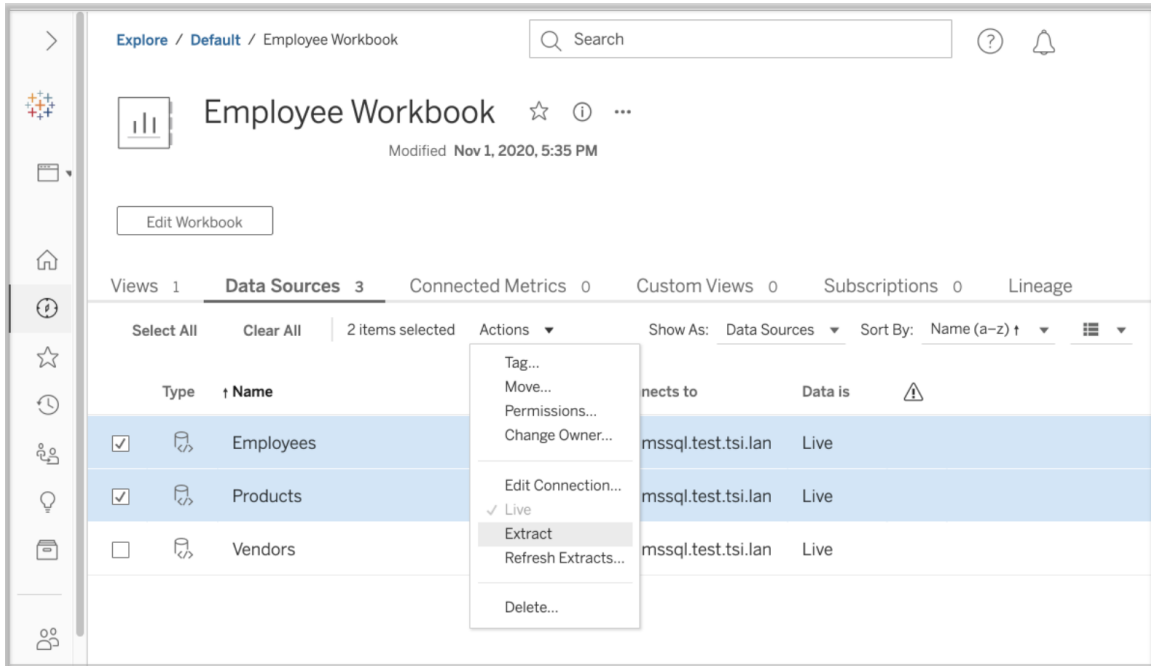 Explore / Default / Employee Workbook
Search
?
Employee Workbook
Modified Nov 1, 2020, 5:35 PM
Edit Workbook
Views 1 Data Sources 3 Connected Metrics 0 Custom Views 0 Subscriptions 0 Lineage
Select All Clear All 2 items selected Actions ▼ Show As: Data Sources ▼ Sort By: Name (a–z) ↑ ▼
Type ↑ Name nects to Data is
Employees mssql.test.tsi.lan Live
Products mssql.test.tsi.lan Live
Vendors mssql.test.tsi.lan Live
Tag...
Move...
Permissions...
Change Owner...
Edit Connection...
✓ Live
Extract
Refresh Extracts...
Delete...